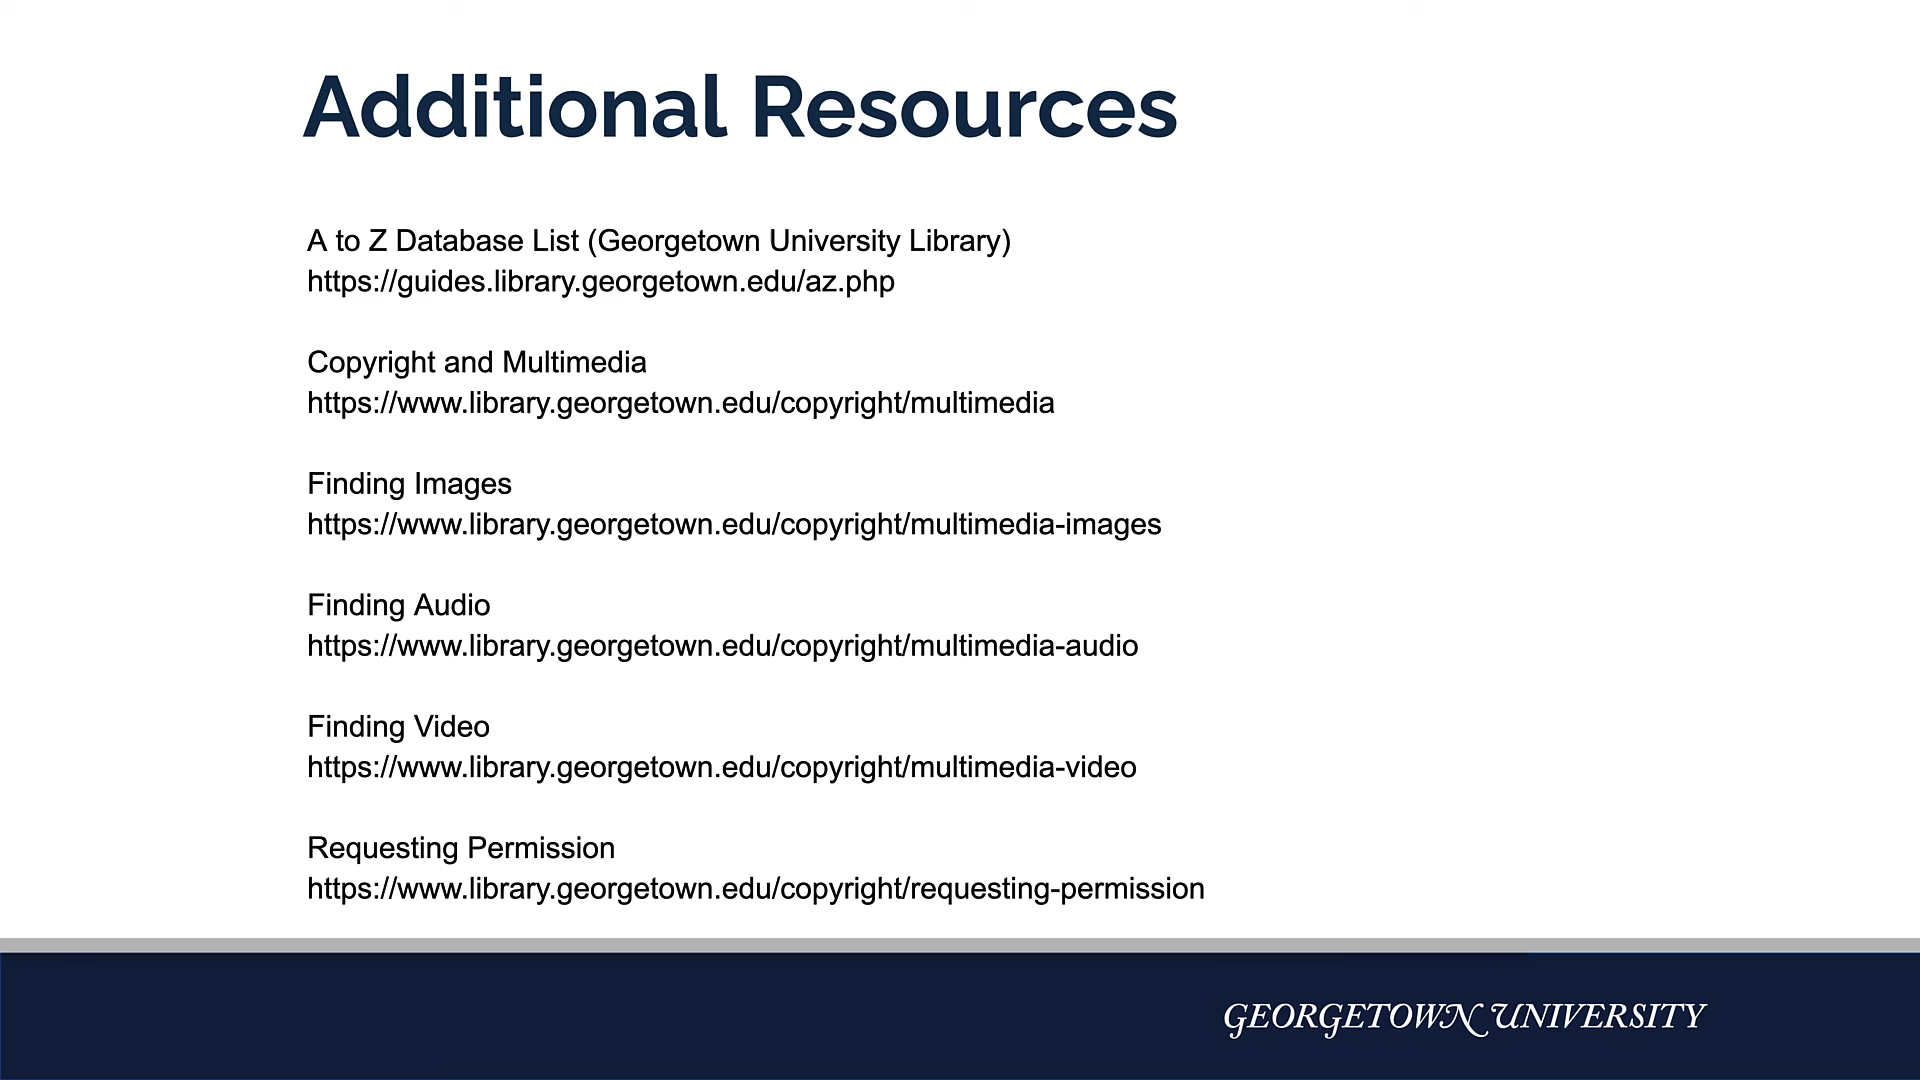 Additional Resources
A to Z Database List (Georgetown University Library)
https://guides.library.georgetown.edu/az.php
Copyright and Multimedia
https://www.library.georgetown.edu/copyright/multimedia
Finding Images
https://www.library.georgetown.edu/copyright/multimedia-images
Finding Audio
https://www.library.georgetown.edu/copyright/multimedia-audio
Finding Video
https://www.library.georgetown.edu/copyright/multimedia-video
Requesting Permission
https://www.library.georgetown.edu/copyright/requesting-permission
GEORGETOWN UNIVERSITY